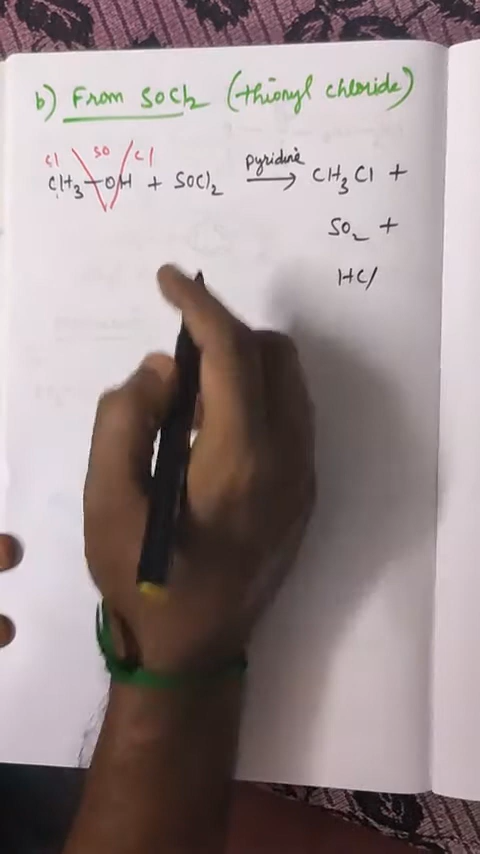 b) From SOCl₂ (thionyl chloride)
Cl SO Cl
CH₃–OH + SOCl₂ pyridine → CH₃Cl +
SO₂ +
HCl